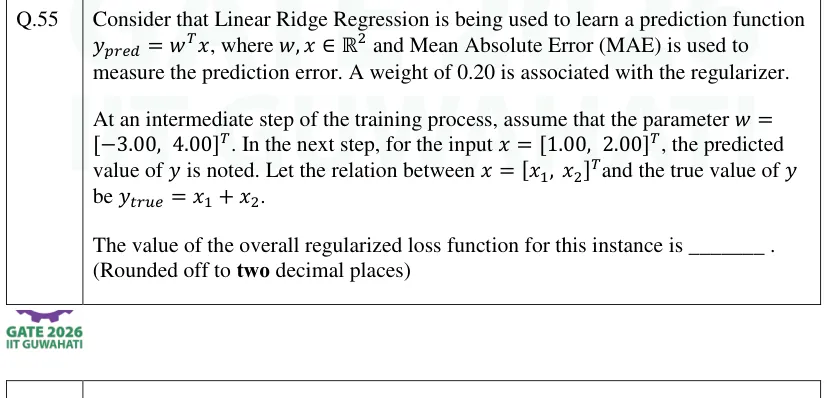 Q.55 Consider that Linear Ridge Regression is being used to learn a prediction function
y_pred = w^T x, where w, x ∈ ℝ² and Mean Absolute Error (MAE) is used to
measure the prediction error. A weight of 0.20 is associated with the regularizer.
At an intermediate step of the training process, assume that the parameter w =
[−3.00, 4.00]^T. In the next step, for the input x = [1.00, 2.00]^T, the predicted
value of y is noted. Let the relation between x = [x₁, x₂]^T and the true value of y
be y_true = x₁ + x₂.
The value of the overall regularized loss function for this instance is _______ .
(Rounded off to two decimal places)
GATE 2026
IIT GUWAHATI